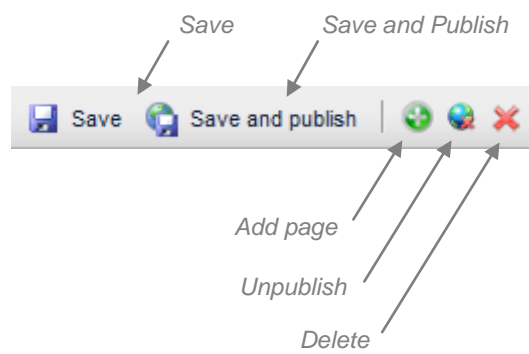 Save Save and Publish
Save Save and publish
Add page
Unpublish
Delete